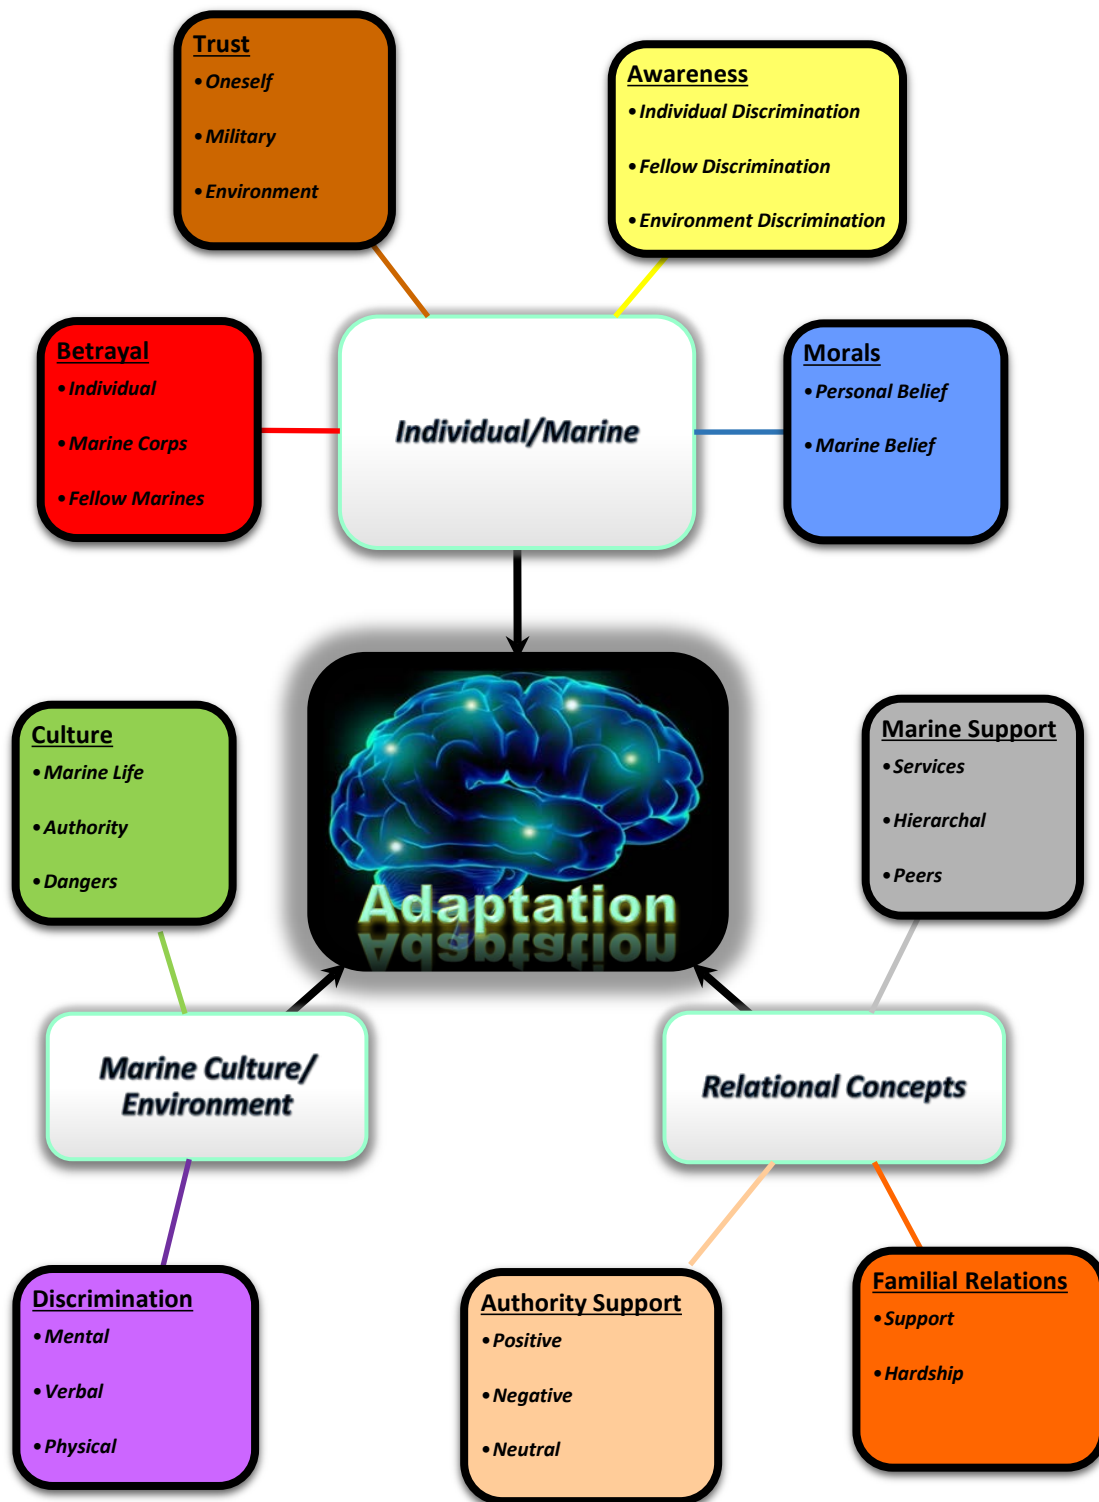 Trust
• Oneself
• Military
• Environment
Awareness
• Individual Discrimination
• Fellow Discrimination
• Environment Discrimination
Betrayal
• Individual
• Marine Corps
• Fellow Marines
Individual/Marine
Morals
• Personal Belief
• Marine Belief
Culture
• Marine Life
• Authority
• Dangers
Adaptation
Marine Support
• Services
• Hierarchal
• Peers
Marine Culture/
Environment
Relational Concepts
Discrimination
• Mental
• Verbal
• Physical
Authority Support
• Positive
• Negative
• Neutral
Familial Relations
• Support
• Hardship